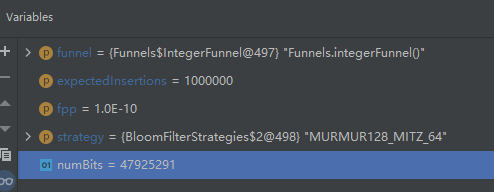 Variables
funnel = {Funnels$IntegerFunnel@497} "Funnels.integerFunnel()"
expectedInsertions = 1000000
fpp = 1.0E-10
strategy = {BloomFilterStrategies$2@498} "MURMUR128_MITZ_64"
numBits = 47925291